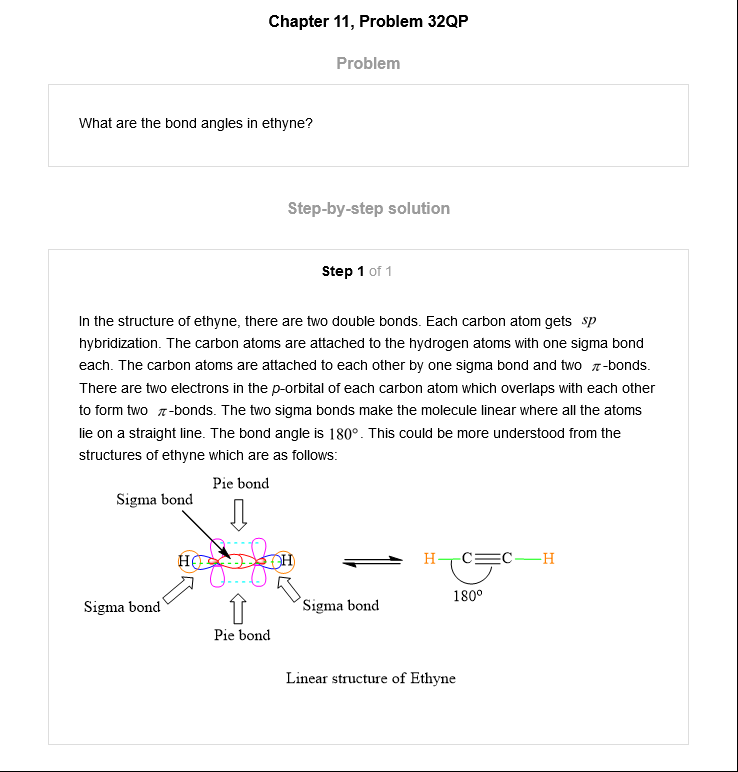 Chapter 11, Problem 32QP
Problem
What are the bond angles in ethyne?
Step-by-step solution
Step 1 of 1
In the structure of ethyne, there are two double bonds. Each carbon atom gets sp
hybridization. The carbon atoms are attached to the hydrogen atoms with one sigma bond
each. The carbon atoms are attached to each other by one sigma bond and two π-bonds.
There are two electrons in the p-orbital of each carbon atom which overlaps with each other
to form two π-bonds. The two sigma bonds make the molecule linear where all the atoms
lie on a straight line. The bond angle is 180°. This could be more understood from the
structures of ethyne which are as follows:
Pie bond
Sigma bond
H H
H C C H
180°
Sigma bond
Sigma bond
Pie bond
Linear structure of Ethyne